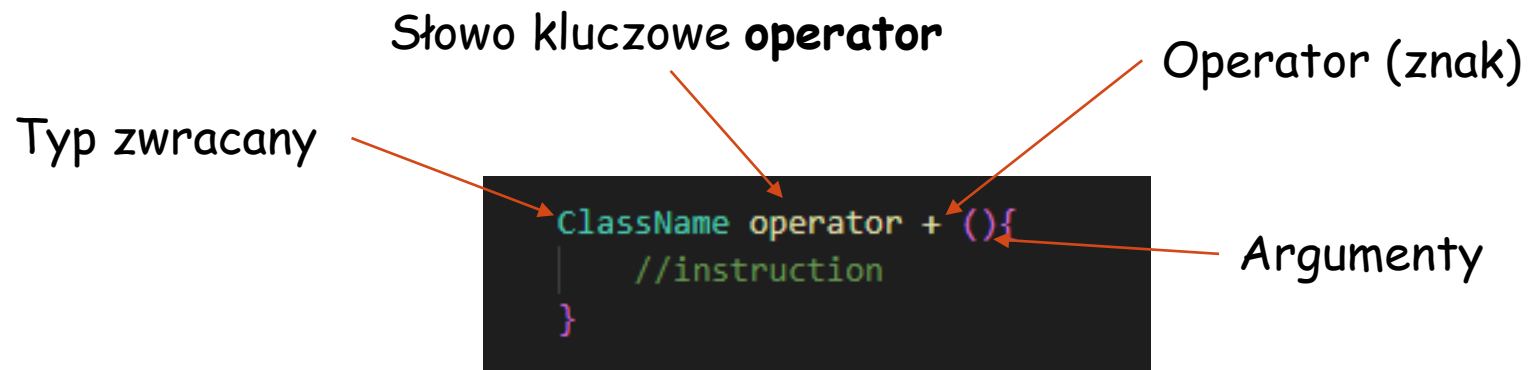 Słowo kluczowe operator
Operator (znak)
Typ zwracany
ClassName operator + (){
//instruction
}
Argumenty